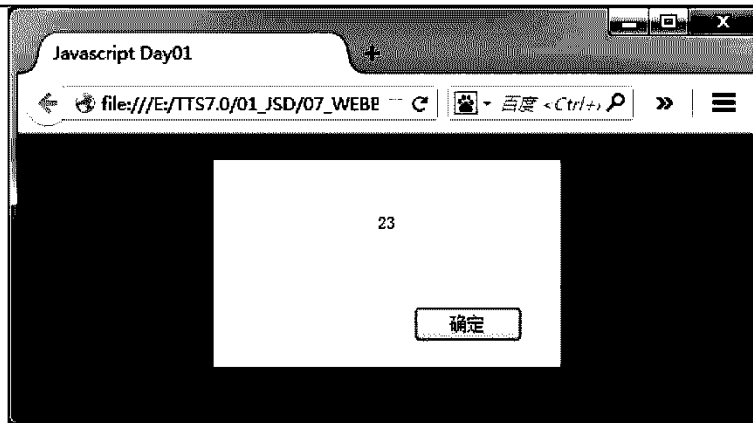 Javascript Day01
file:///E:/TTS7.0/01_JSD/07_WEBB
百度 <Ctrl+
23
确定